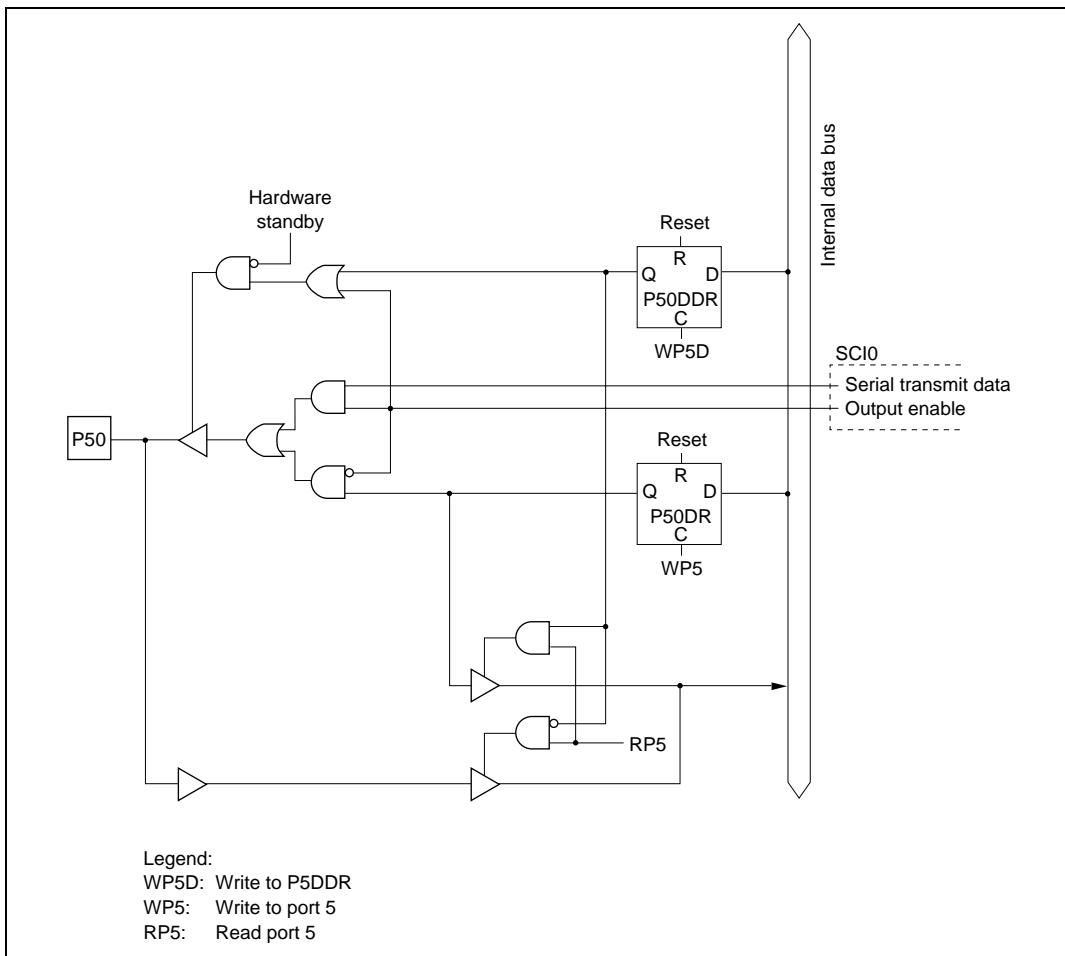 Hardware
standby
Reset
R
Q D
P50DDR
C
WP5D
Internal data bus
SCI0
Serial transmit data
Output enable
P50
Reset
R
Q D
P50DR
C
WP5
RP5
Legend:
WP5D: Write to P5DDR
WP5: Write to port 5
RP5: Read port 5